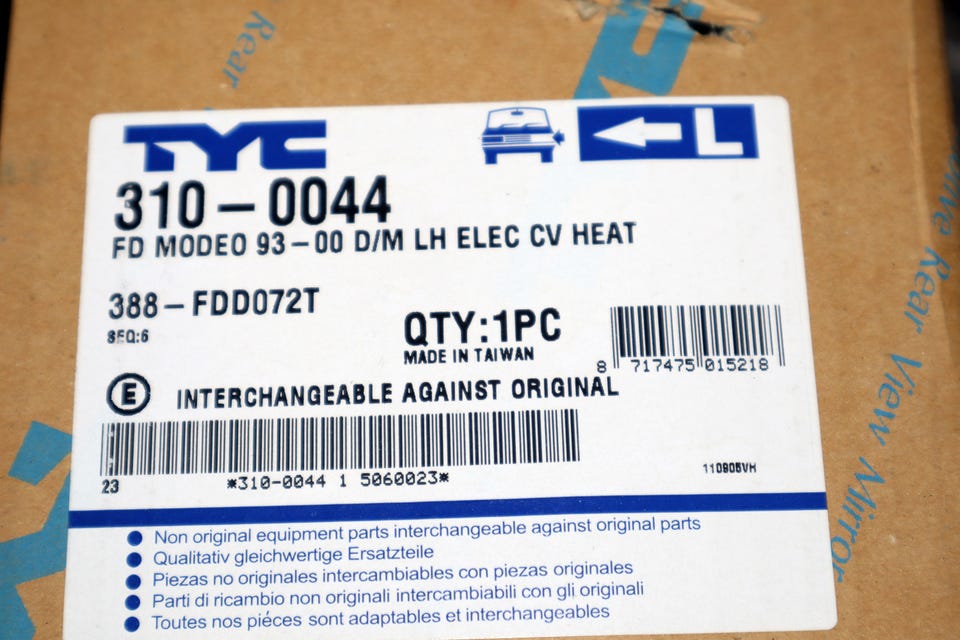 Rear
TYC
L
310-0044
FD MODEO 93-00 D/M LH ELEC CV HEAT
388-FDD072T
SEQ:6
QTY:1PC
MADE IN TAIWAN
8 717475 015218
E INTERCHANGEABLE AGAINST ORIGINAL
23
*310-0044 1 5060023*
110805VH
Non original equipment parts interchangeable against original parts
Qualitativ gleichwertige Ersatzteile
Piezas no originales intercambiables con piezas originales
Parti di ricambio non originali intercambiabili con gli originali
Toutes nos piéces sont adaptables et interchangeables
Rear View Mirror